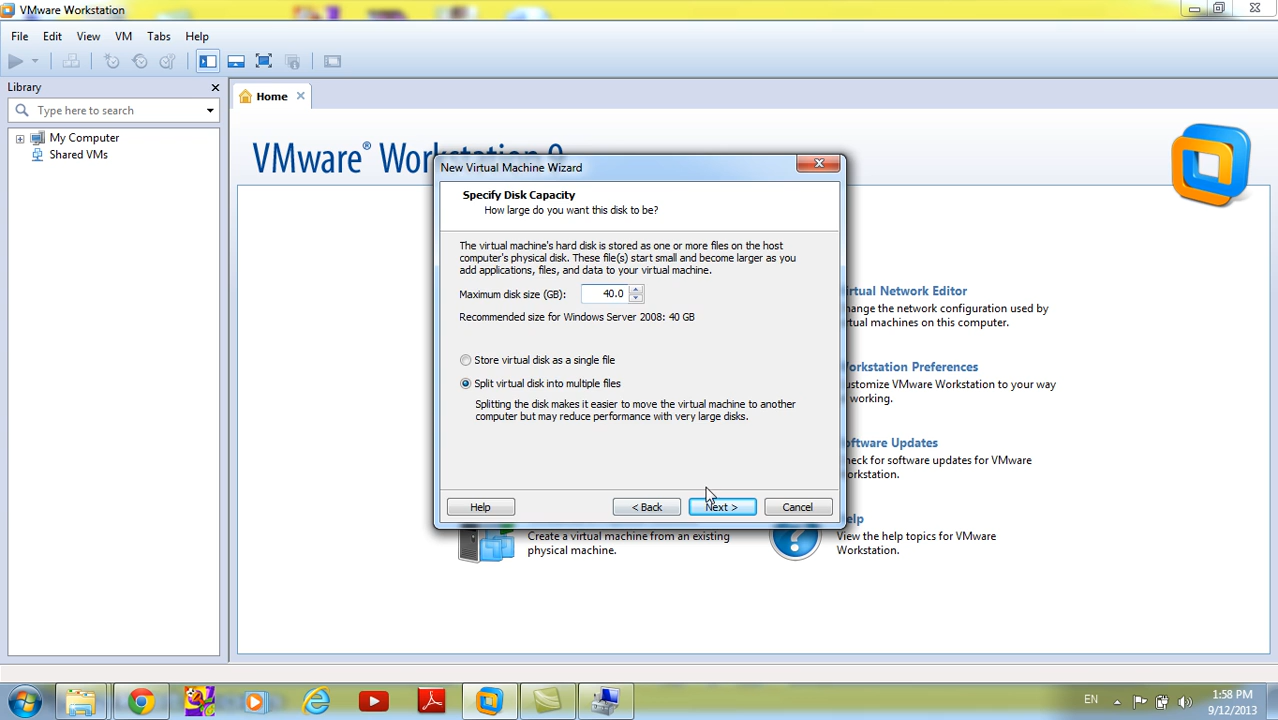 VMware Workstation
File Edit View VM Tabs Help
Library
Type here to search
My Computer
Shared VMs
Home
VMware® Workstation 9
New Virtual Machine Wizard
Specify Disk Capacity
How large do you want this disk to be?
The virtual machine's hard disk is stored as one or more files on the host
computer's physical disk. These file(s) start small and become larger as you
add applications, files, and data to your virtual machine.
Maximum disk size (GB): 40.0
Recommended size for Windows Server 2008: 40 GB
Store virtual disk as a single file
Split virtual disk into multiple files
Splitting the disk makes it easier to move the virtual machine to another
computer but may reduce performance with very large disks.
Help < Back Next > Cancel
irtual Network Editor
hange the network configuration used by
irtual machines on this computer.
orkstation Preferences
ustomize VMware Workstation to your way
working.
oftware Updates
heck for software updates for VMware
orkstation.
Create a virtual machine from an existing
physical machine.
elp
View the help topics for VMware
Workstation.
EN
1:58 PM
9/12/2013